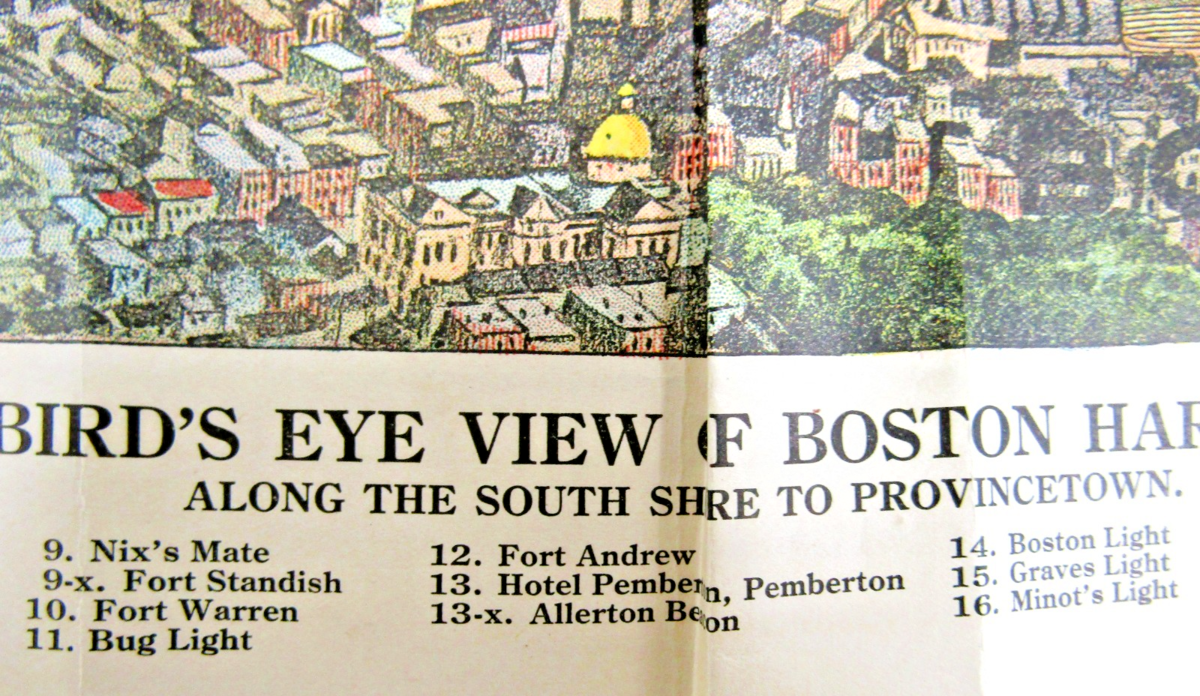 BIRD'S EYE VIEW OF BOSTON HAR
ALONG THE SOUTH SHRE TO PROVINCETOWN.
9. Nix's Mate
9-x. Fort Standish
10. Fort Warren
11. Bug Light
12. Fort Andrew
13. Hotel Pembern, Pemberton
13-x. Allerton Beon
14. Boston Light
15. Graves Light
16. Minot's Light